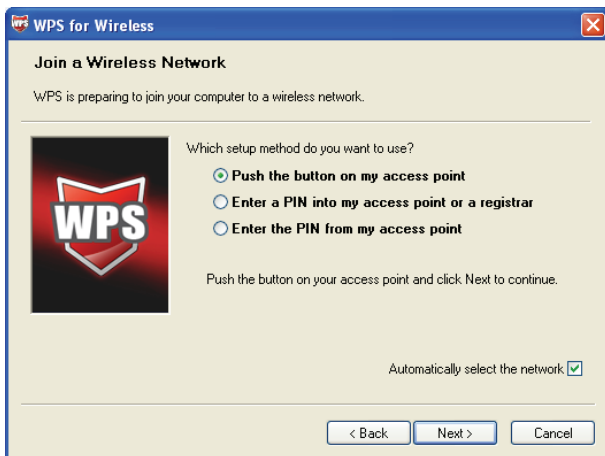 WPS for Wireless
Join a Wireless Network
WPS is preparing to join your computer to a wireless network.
Which setup method do you want to use?
Push the button on my access point
Enter a PIN into my access point or a registrar
Enter the PIN from my access point
WPS
Push the button on your access point and click Next to continue.
Automatically select the network
< Back
Next >
Cancel